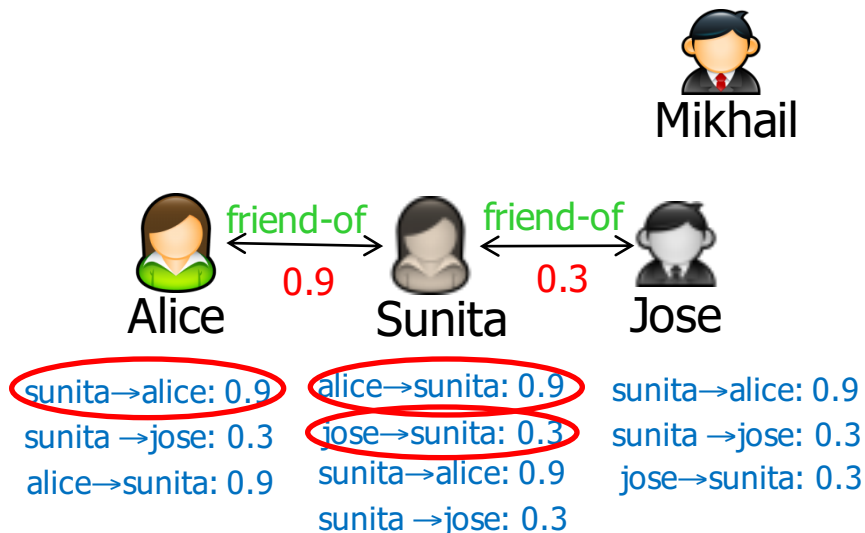 Mikhail
friend-of friend-of
0.9 0.3
Alice Sunita Jose
sunita→alice: 0.9 alice→sunita: 0.9 sunita→alice: 0.9
sunita →jose: 0.3 jose→sunita: 0.3 sunita →jose: 0.3
alice→sunita: 0.9 sunita→alice: 0.9 jose→sunita: 0.3
sunita →jose: 0.3